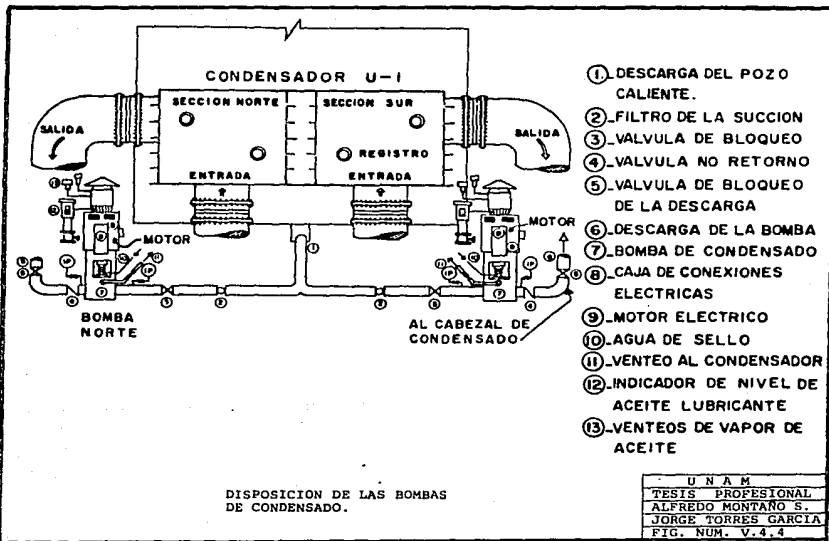 CONDENSADOR U-1
SECCION NORTE
SECCION SUR
SALIDA
SALIDA
REGISTRO
ENTRADA
ENTRADA
MOTOR
MOTOR
BOMBA
NORTE
AL CABEZAL DE
CONDENSADO
1 DESCARGA DEL POZO
CALIENTE.
2 FILTRO DE LA SUCCION
3 VALVULA DE BLOQUEO
4 VALVULA NO RETORNO
5 VALVULA DE BLOQUEO
DE LA DESCARGA
6 DESCARGA DE LA BOMBA
7 BOMBA DE CONDENSADO
8 CAJA DE CONEXIONES
ELECTRICAS
9 MOTOR ELECTRICO
10 AGUA DE SELLO
11 VENTEO AL CONDENSADOR
12 INDICADOR DE NIVEL DE
ACEITE LUBRICANTE
13 VENTEOS DE VAPOR DE
ACEITE
DISPOSICION DE LAS BOMBAS
DE CONDENSADO.
U N A M
TESIS PROFESIONAL
ALFREDO MONTAÑO S.
JORGE TORRES GARCIA
FIG. NUM. V.4.4